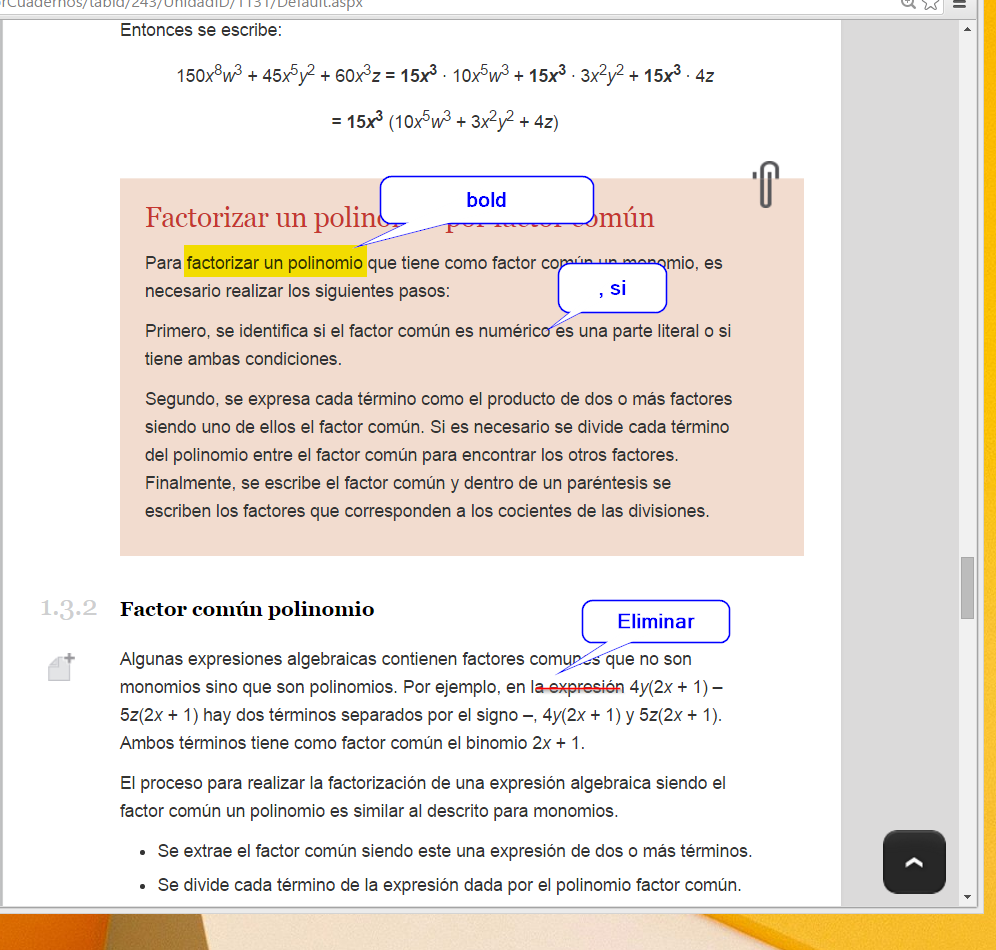 orCuadernos/tabid/243/UnidadID/1131/Default.aspx
Entonces se escribe:
150x⁸w³ + 45x⁵y² + 60x³z = 15x³ · 10x⁵w³ + 15x³ · 3x²y² + 15x³ · 4z
= 15x³ (10x⁵w³ + 3x²y² + 4z)
bold
Factorizar un polinomio por factor común
Para factorizar un polinomio que tiene como factor común un monomio, es
necesario realizar los siguientes pasos:
, si
Primero, se identifica si el factor común es numérico es una parte literal o si
tiene ambas condiciones.
Segundo, se expresa cada término como el producto de dos o más factores
siendo uno de ellos el factor común. Si es necesario se divide cada término
del polinomio entre el factor común para encontrar los otros factores.
Finalmente, se escribe el factor común y dentro de un paréntesis se
escriben los factores que corresponden a los cocientes de las divisiones.
1.3.2 Factor común polinomio
Eliminar
Algunas expresiones algebraicas contienen factores comunes que no son
monomios sino que son polinomios. Por ejemplo, en la expresión 4y(2x + 1) –
5z(2x + 1) hay dos términos separados por el signo –, 4y(2x + 1) y 5z(2x + 1).
Ambos términos tiene como factor común el binomio 2x + 1.
El proceso para realizar la factorización de una expresión algebraica siendo el
factor común un polinomio es similar al descrito para monomios.
• Se extrae el factor común siendo este una expresión de dos o más términos.
• Se divide cada término de la expresión dada por el polinomio factor común.